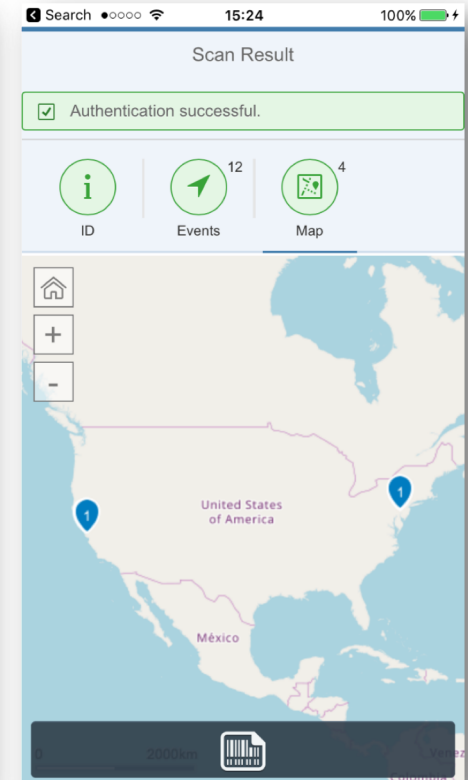 Search 15:24 100%
Scan Result
Authentication successful.
12 4
i
ID Events Map
+
-
1
United States
of America
1
México
0 2000km